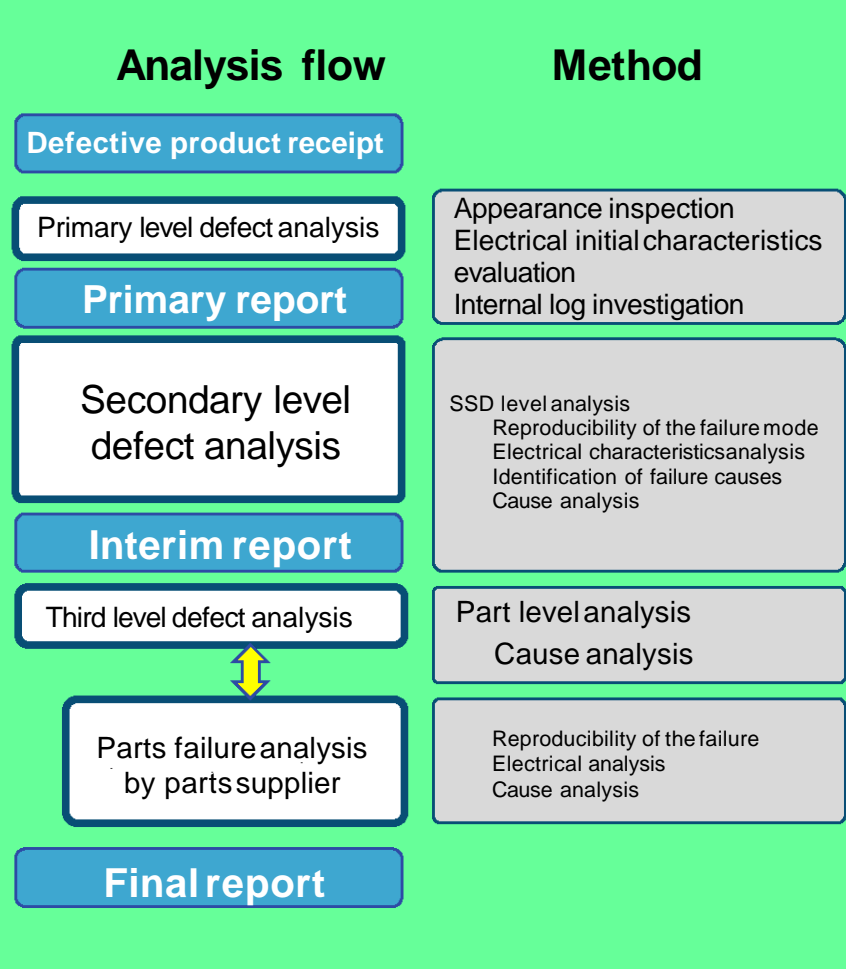 Analysis flow
Method
Defective product receipt
Primary level defect analysis
Appearance inspection
Electrical initial characteristics
evaluation
Internal log investigation
Primary report
Secondary level
defect analysis
SSD level analysis
Reproducibility of the failure mode
Electrical characteristicsanalysis
Identification of failure causes
Cause analysis
Interim report
Third level defect analysis
Part level analysis
Cause analysis
Parts failure analysis
by parts supplier
Reproducibility of the failure
Electrical analysis
Cause analysis
Final report